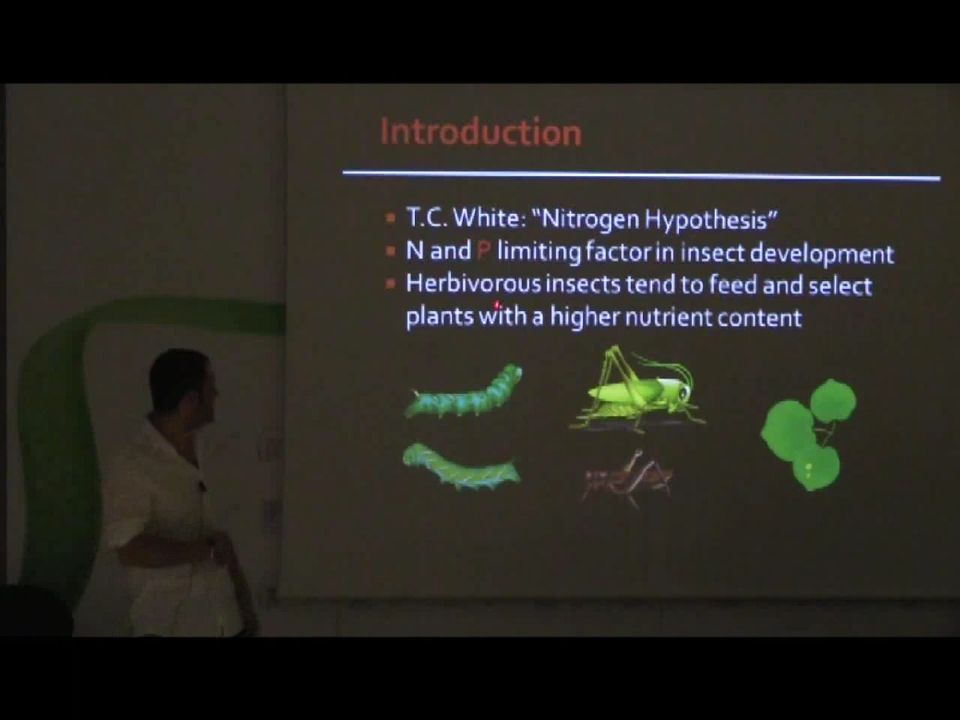 Introduction
T.C. White: “Nitrogen Hypothesis”
N and P limiting factor in insect development
Herbivorous insects tend to feed and select
plants with a higher nutrient content